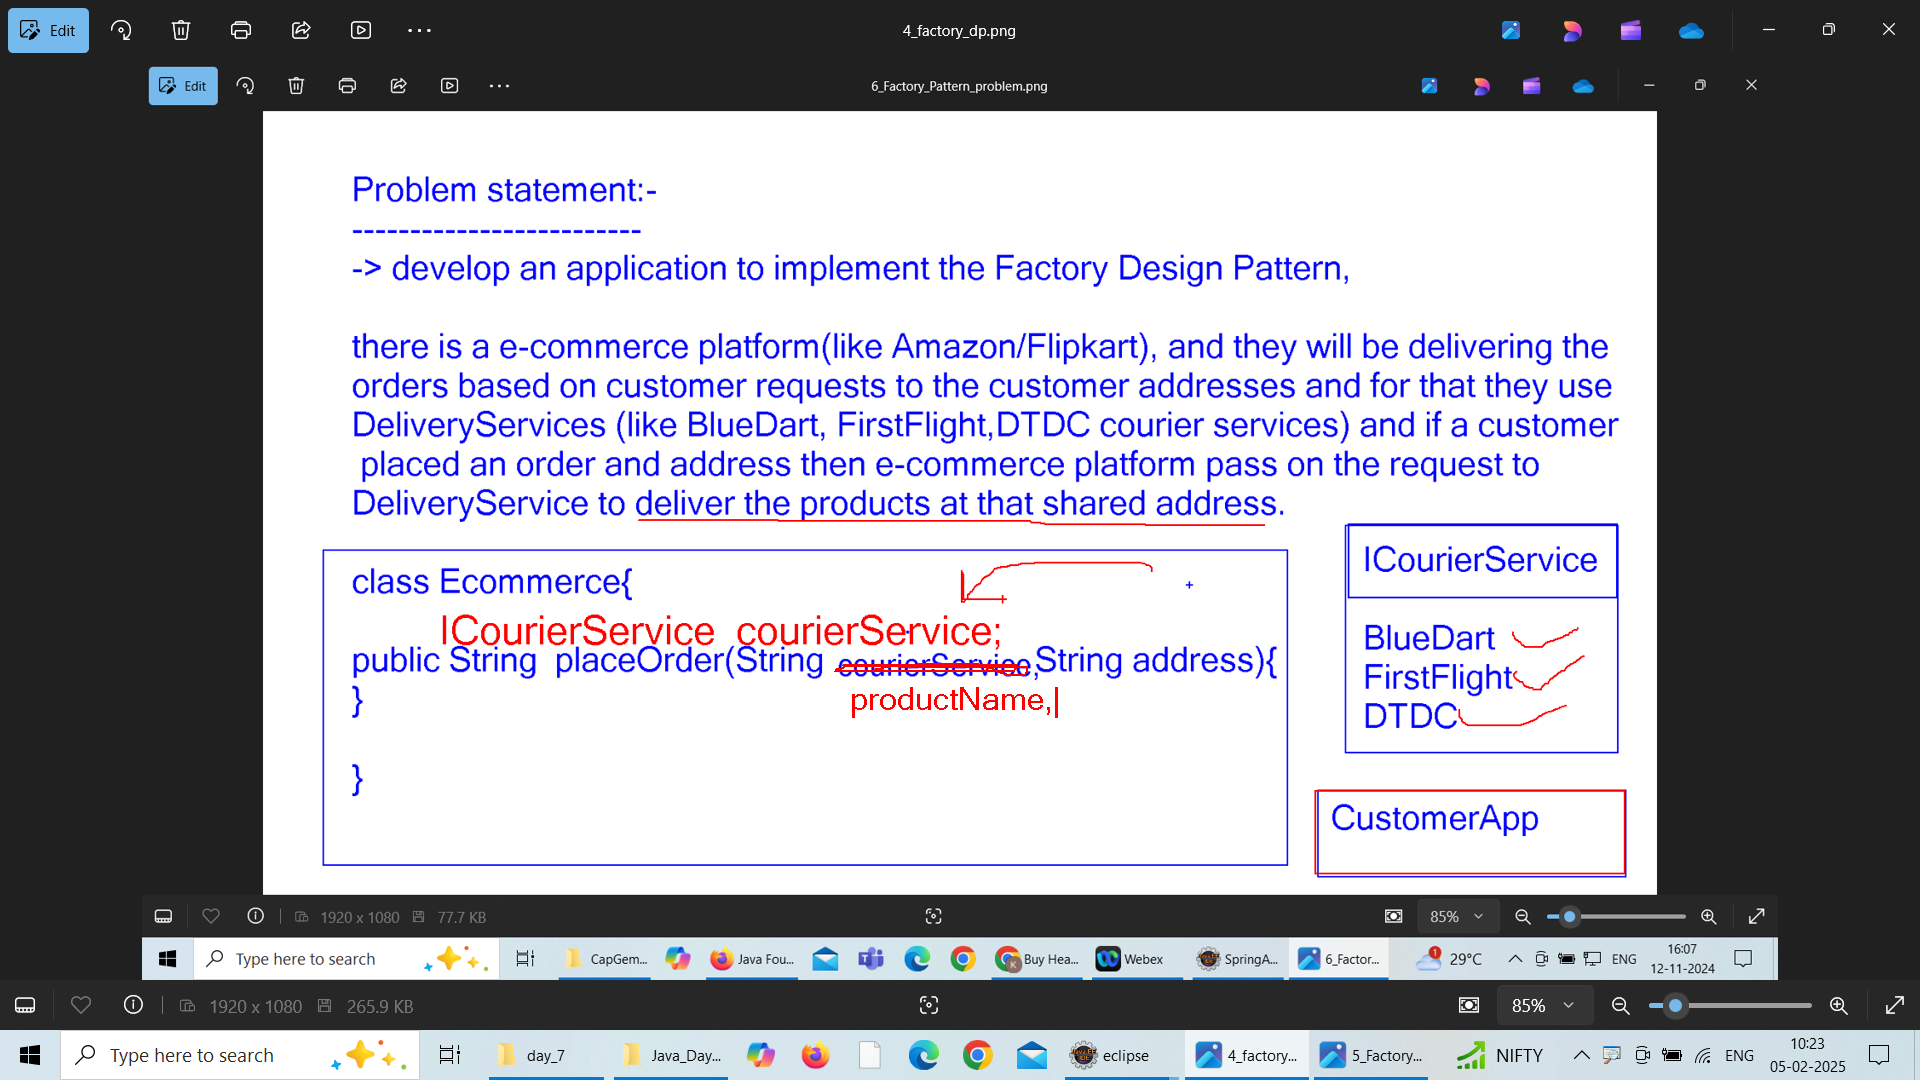 Edit
4_factory_dp.png
Edit
6_Factory_Pattern_problem.png
Problem statement:-
-------------------------
-> develop an application to implement the Factory Design Pattern,
there is a e-commerce platform(like Amazon/Flipkart), and they will be delivering the
orders based on customer requests to the customer addresses and for that they use
DeliveryServices (like BlueDart, FirstFlight,DTDC courier services) and if a customer
placed an order and address then e-commerce platform pass on the request to
DeliveryService to deliver the products at that shared address.
class Ecommerce{
ICourierService courierService;
public String placeOrder(String courierService,String address){
productName,
}
}
ICourierService
BlueDart
FirstFlight
DTDC
CustomerApp
1920 x 1080 77.7 KB
85%
Type here to search
CapGem...
Java Fou...
Buy Hea...
Webex
SpringA...
6_Factor...
1
29°C
ENG
16:07
12-11-2024
1920 x 1080 265.9 KB
85%
Type here to search
day_7
Java_Day...
eclipse
4_factory...
5_Factory...
NIFTY
ENG
10:23
05-02-2025